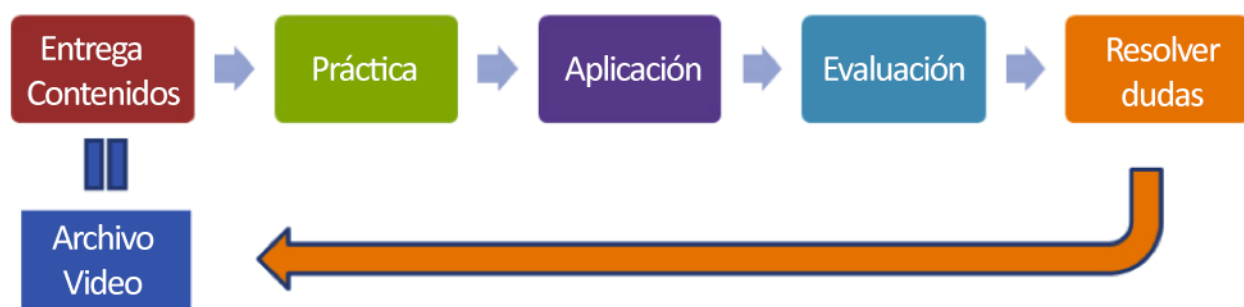 Entrega
Contenidos
Práctica
Aplicación
Evaluación
Resolver
dudas
Archivo
Video